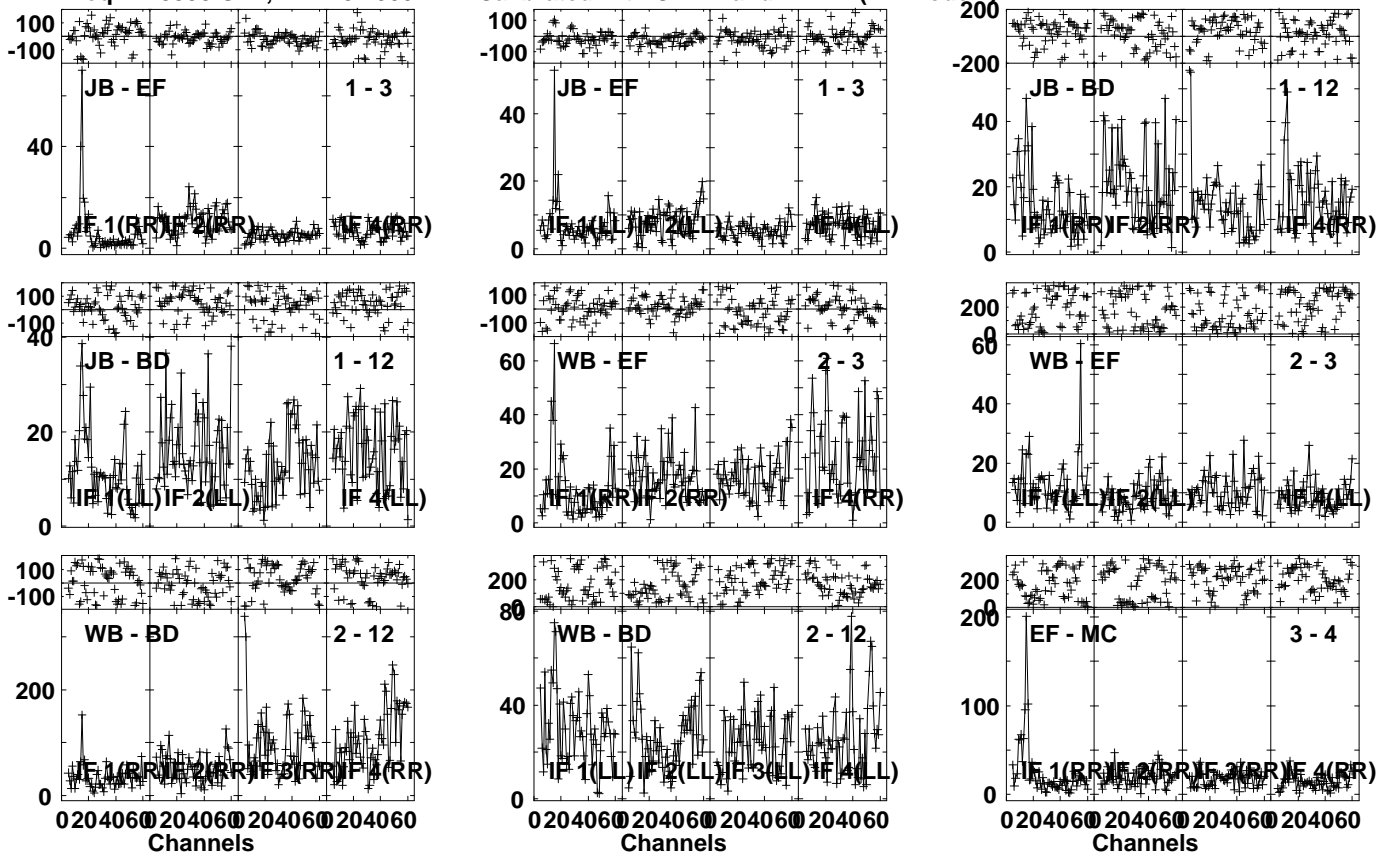 100
-100
JB - EF
1 - 3
40
0
IF 1(RR) IF 2(RR)
IF 4(RR)
100
-100
JB - EF
1 - 3
40
20
0
IF 1(LL) IF 2(LL)
IF 4(LL)
200
-200
JB - BD
1 - 12
40
20
0
IF 1(RR) IF 2(RR)
IF 4(RR)
100
-100
40
JB - BD
1 - 12
20
0
IF 1(LL) IF 2(LL)
IF 4(LL)
100
-100
WB - EF
2 - 3
60
40
20
0
IF 1(RR) IF 2(RR)
IF 4(RR)
200
0
60
WB - EF
2 - 3
40
20
0
IF 1(LL) IF 2(LL)
IF 4(LL)
100
-100
WB - BD
2 - 12
200
0
IF 1(RR) IF 2(RR) IF 3(RR) IF 4(RR)
0 20 40 60 0 20 40 60 0 20 40 60 0 20 40 60
Channels
200
0
80
WB - BD
2 - 12
40
0
IF 1(LL) IF 2(LL) IF 3(LL) IF 4(LL)
0 20 40 60 0 20 40 60 0 20 40 60 0 20 40 60
Channels
200
0
200
EF - MC
3 - 4
100
0
IF 1(RR) IF 2(RR) IF 3(RR) IF 4(RR)
0 20 40 60 0 20 40 60 0 20 40 60 0 20 40 60
Channels